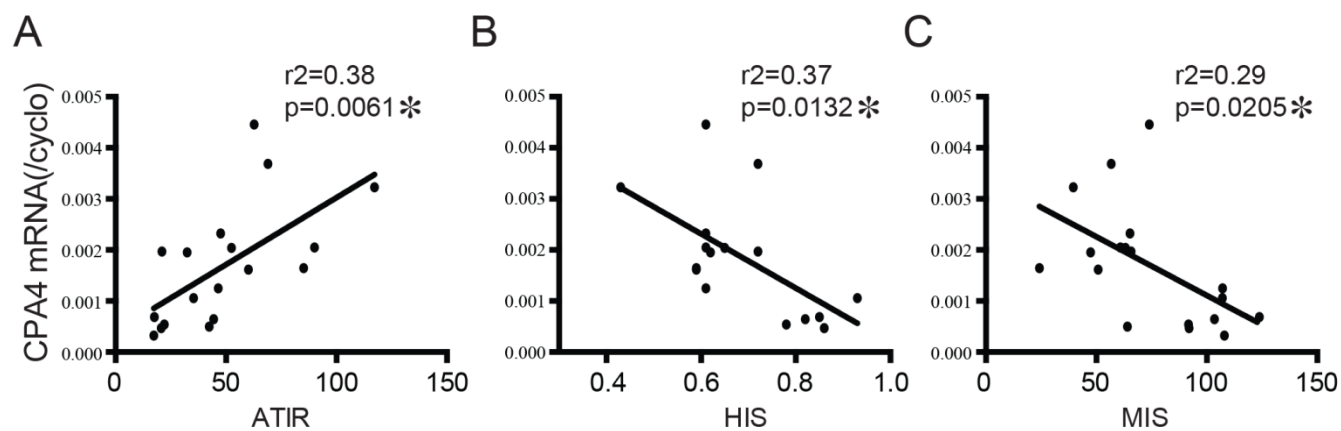 A
r2=0.38
p=0.0061*
CPA4 mRNA(/cyclo)
0.005
0.004
0.003
0.002
0.001
0.000
0 50 100 150
ATIR
B
r2=0.37
p=0.0132*
0.005
0.004
0.003
0.002
0.001
0.000
0.4 0.6 0.8 1.0
HIS
C
r2=0.29
p=0.0205*
0.005
0.004
0.003
0.002
0.001
0.000
0 50 100 150
MIS